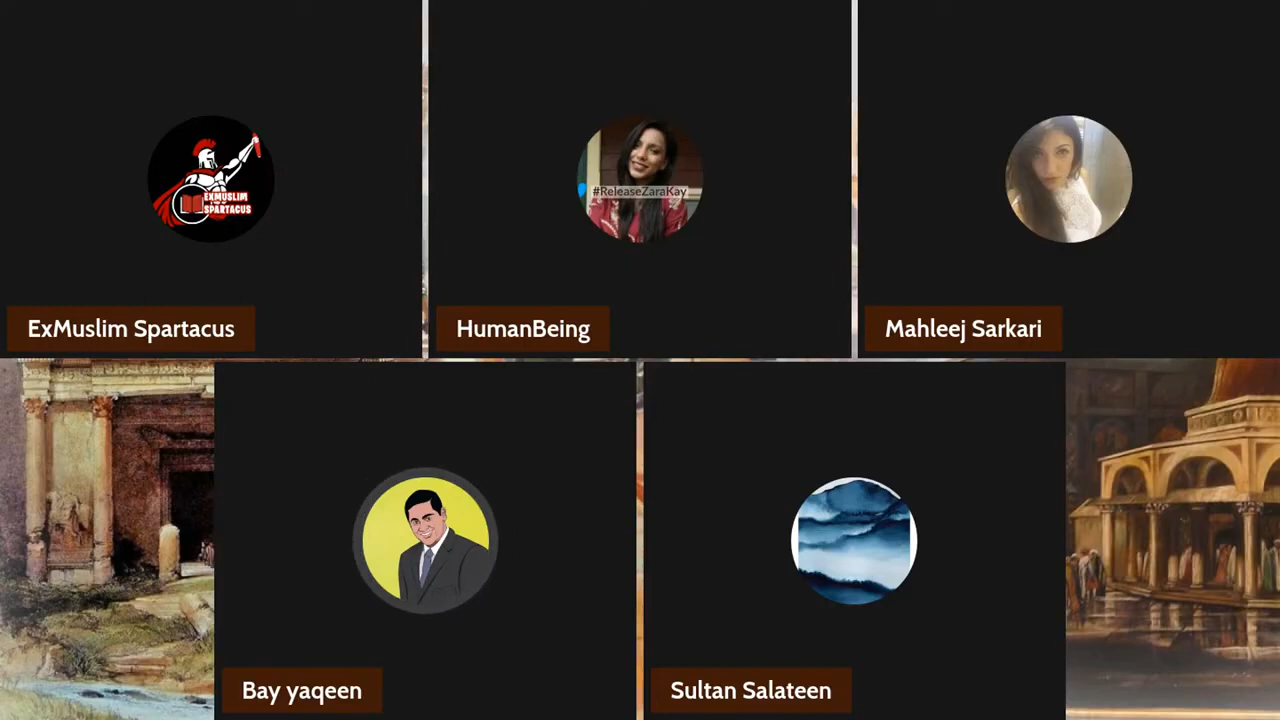 EXMUSLIM
SPARTACUS
#ReleaseZaraKay
ExMuslim Spartacus
HumanBeing
Mahleej Sarkari
Bay yaqeen
Sultan Salateen